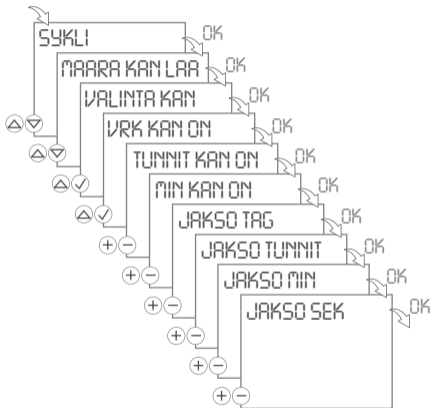 SYKLI
OK
MAARA KAN LAA
OK
VALINTA KAN
OK
VRK KAN ON
OK
TUNNIT KAN ON
OK
MIN KAN ON
OK
JAKSO TAG
OK
JAKSO TUNNIT
OK
JAKSO MIN
OK
JAKSO SEK
OK